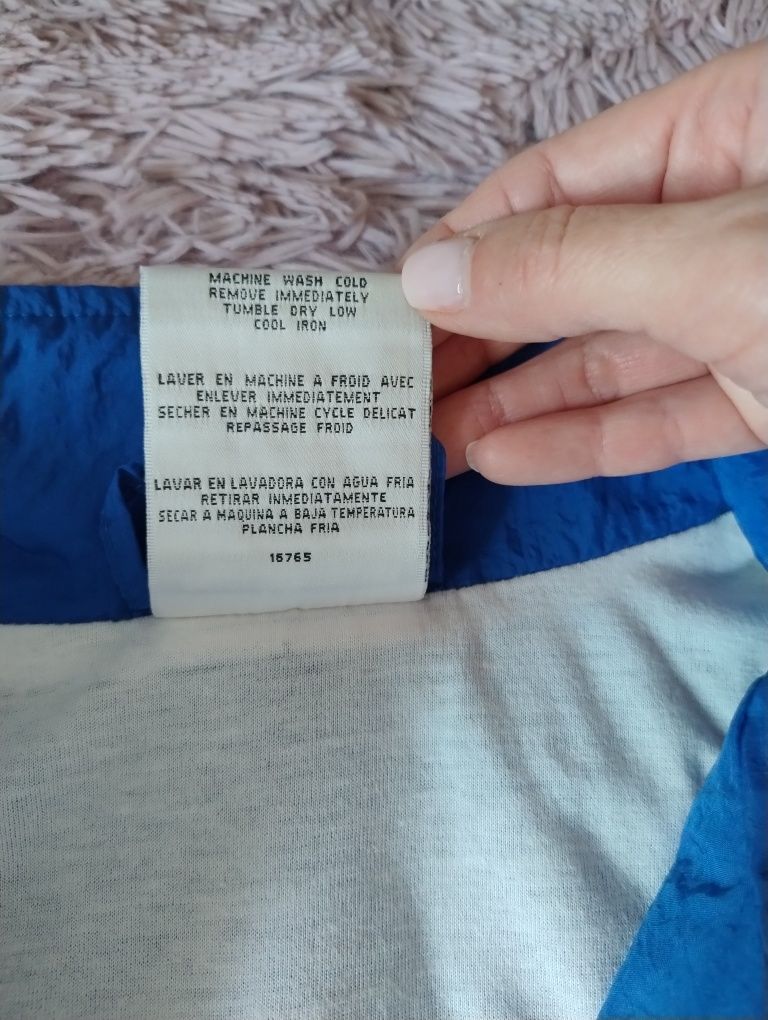 MACHINE WASH COLD
REMOVE IMMEDIATELY
TUMBLE DRY LOW
COOL IRON
LAVER EN MACHINE A FROID AVEC
ENLEVER IMMEDIATEMENT
SECHER EN MACHINE CYCLE DELICAT
REPASSAGE FROID
LAVAR EN LAVADORA CON AGUA FRIA
RETIRAR INMEDIATAMENTE
SECAR A MAQUINA A BAJA TEMPERATURA
PLANCHA FRIA
16765